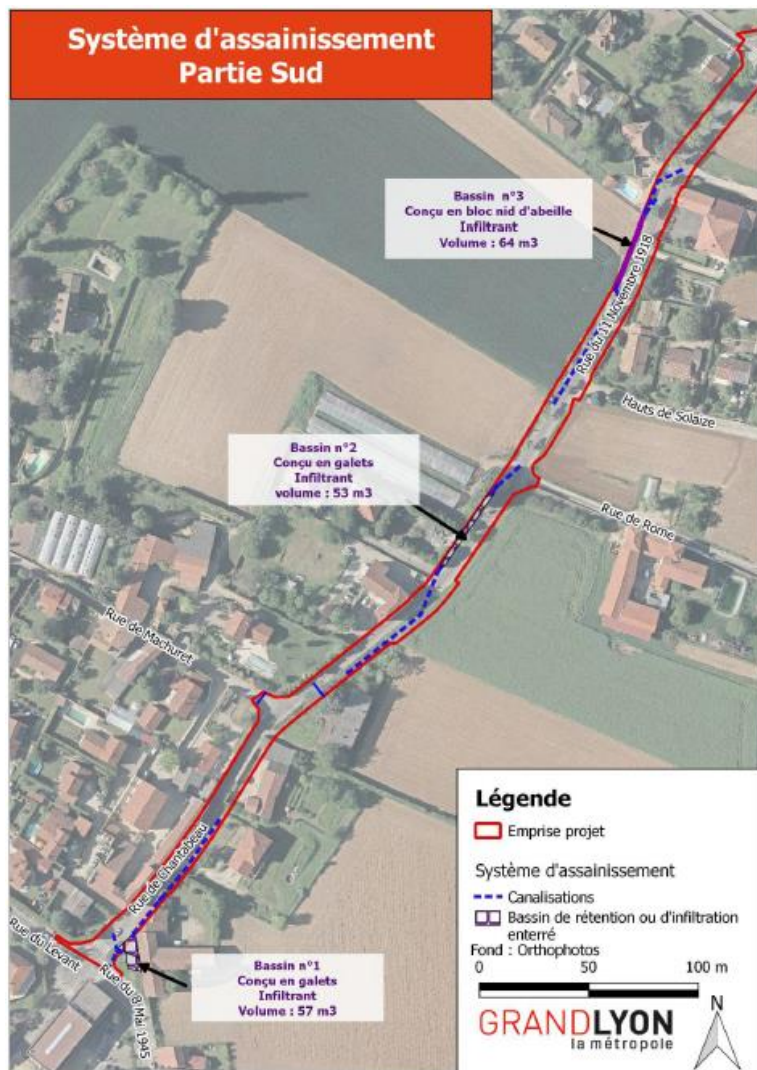 Système d'assainissement
Partie Sud
Bassin n°3
Conçu en bloc nid d'abeille
Infiltrant
Volume : 64 m3
Rue du 11 Novembre 1918
Hauts de Solaize
Bassin n°2
Conçu en galets
Infiltrant
volume : 53 m3
Rue de Rome
Rue de Machuret
Rue de Chantabeau
Rue du Levant
Rue du 8 Mai 1945
Bassin n°1
Conçu en galets
Infiltrant
Volume : 57 m3
Légende
Emprise projet
Système d'assainissement
Canalisations
Bassin de rétention ou d'infiltration
enterré
Fond : Orthophotos
0 50 100 m
N
GRANDLYON
la métropole